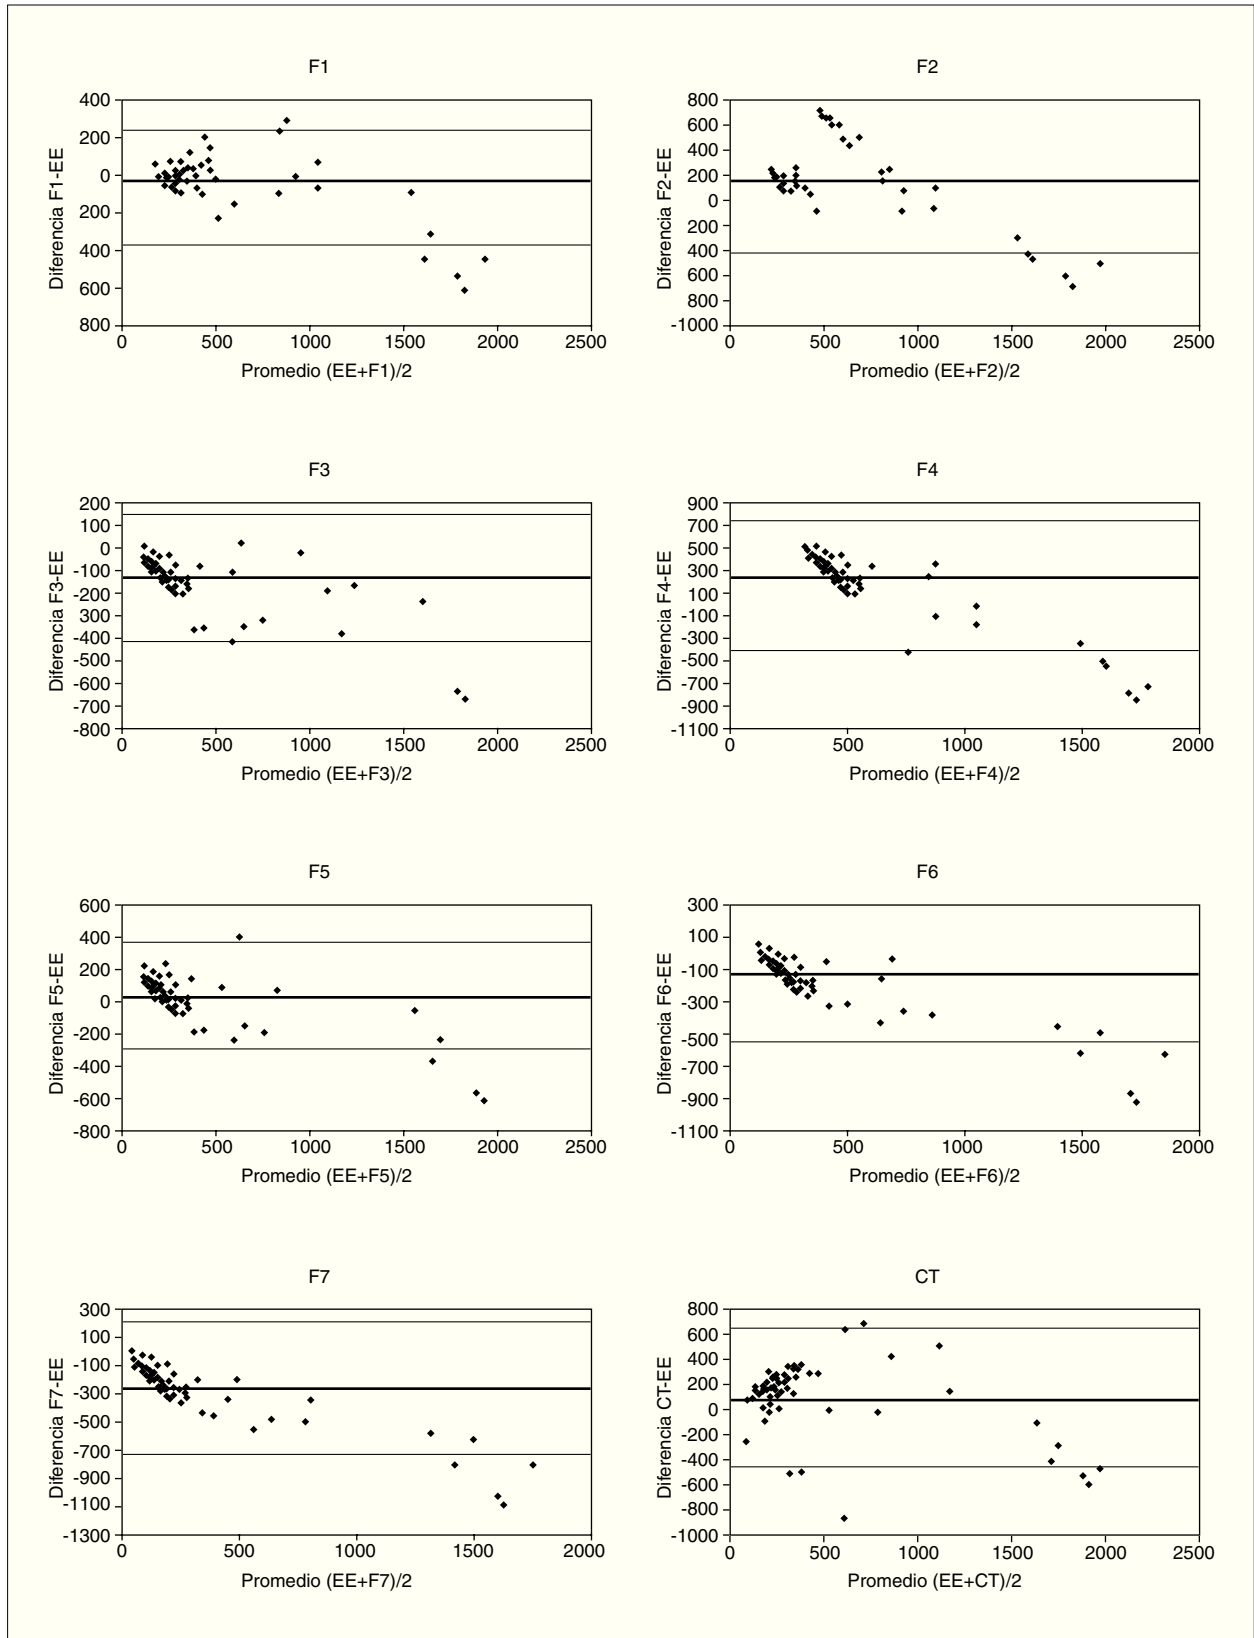 F1
400
200
0
200
400
600
800
0 500 1000 1500 2000 2500
Diferencia F1-EE
Promedio (EE+F1)/2
F2
800
600
400
200
0
200
400
600
800
-1000
0 500 1000 1500 2000 2500
Diferencia F2-EE
Promedio (EE+F2)/2
F3
200
100
0
-100
-200
300
-400
-500
-600
-700
-800
0 500 1000 1500 2000 2500
Diferencia F3-EE
Promedio (EE+F3)/2
F4
900
700
500
300
100
-100
-300
-500
-700
-900
-1100
0 500 1000 1500 2000
Diferencia F4-EE
Promedio (EE+F4)/2
F5
600
400
200
0
-200
-400
-600
-800
0 500 1000 1500 2000 2500
Diferencia F5-EE
Promedio (EE+F5)/2
F6
300
100
-100
-300
-500
-700
-900
-1100
0 500 1000 1500 2000
Diferencia F6-EE
Promedio (EE+F6)/2
F7
300
100
-100
-300
-500
-700
-900
-1100
-1300
0 500 1000 1500 2000
Diferencia F7-EE
Promedio (EE+F7)/2
CT
800
600
400
200
0
-200
-400
-600
-800
-1000
0 500 1000 1500 2000 2500
Diferencia CT-EE
Promedio (EE+CT)/2